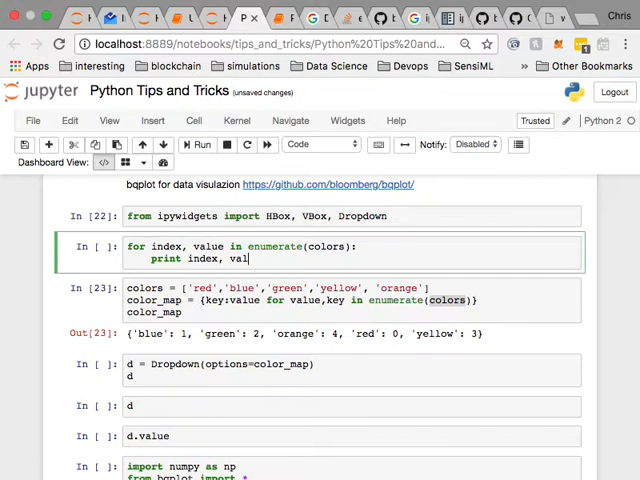 Chris
localhost:8889/notebooks/tips_and_tricks/Python%20Tips%20and...
Apps interesting blockchain simulations Data Science Devops SensiML » Other Bookmarks
jupyter Python Tips and Tricks (unsaved changes) Logout
File Edit View Insert Cell Kernel Navigate Widgets Help Trusted Python 2
Run Code Notify: Disabled
Dashboard View:
bqplot for data visulazion https://github.com/bloomberg/bqplot/
In [22]: from ipywidgets import HBox, VBox, Dropdown
In [ ]: for index, value in enumerate(colors):
print index, val
In [23]: colors = ['red','blue','green','yellow', 'orange']
color_map = {key:value for value,key in enumerate(colors)}
color_map
Out[23]: {'blue': 1, 'green': 2, 'orange': 4, 'red': 0, 'yellow': 3}
In [ ]: d = Dropdown(options=color_map)
d
In [ ]: d
In [ ]: d.value
In [ ]: import numpy as np
from bqplot import *